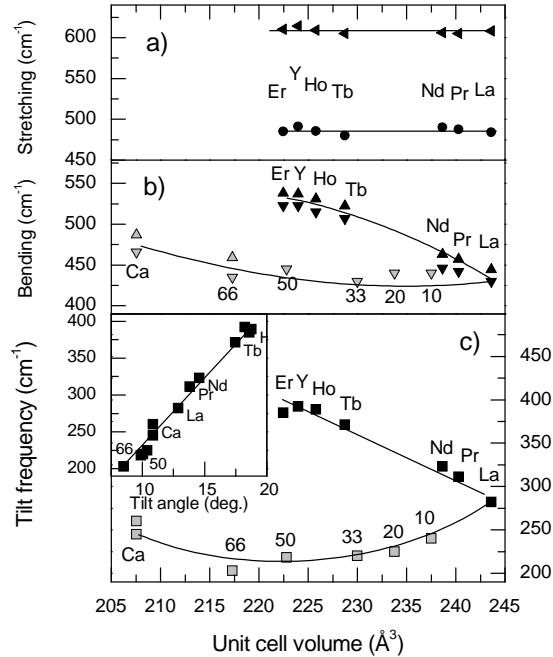 Stretching (cm⁻¹)
600
550
500
450
a)
Er Y Ho Tb
Nd Pr La
Bending (cm⁻¹)
550
500
450
400
b)
Er Y Ho Tb
Nd Pr La
Ca
66 50 33 20 10
Tilt frequency (cm⁻¹)
400
350
300
250
200
H
Tb
Nd
Pr
La
Ca
66 50
10 15 20
Tilt angle (deg.)
c)
450
400
350
300
250
200
Er Y Ho Tb
Nd Pr La
Ca
66 50 33 20 10
205 210 215 220 225 230 235 240 245
Unit cell volume (Å³)